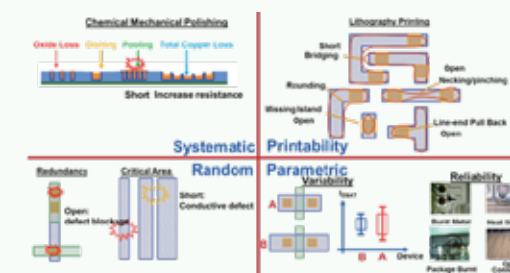 Chemical Mechanical Polishing
Oxide Loss Dishing Pooling Total Copper Loss
Short Increase resistance
Systematic
Lithography Printing
Short
Bridging
Open
Necking/pinching
Rounding
Missing/Island
Open
Line-end Pull Back
Open
Printability
Random
Redundancy
Critical Area
Open:
defect blockage
Short:
Conductive defect
Parametric
Variability
A
B
B A Device
Reliability
Burnt Metal
Package Burnt